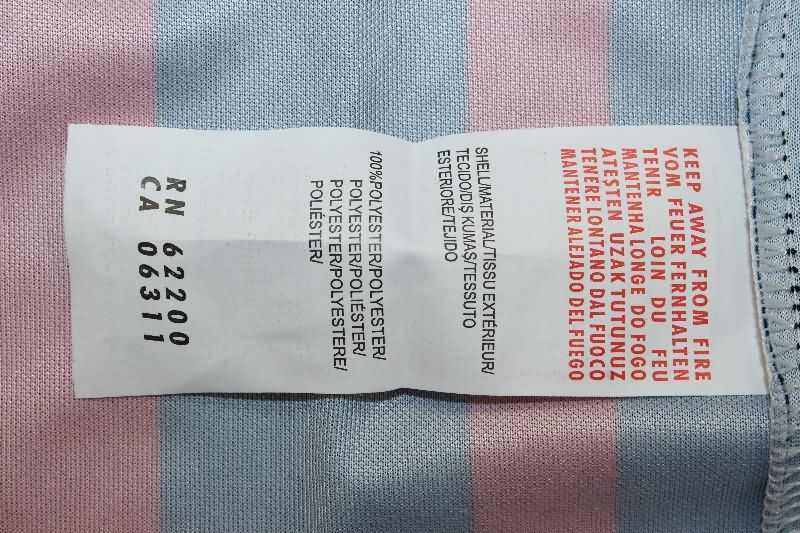 KEEP AWAY FROM FIRE
VOM FEUER FERNHALTEN
TENIR LOIN DU FEU
MANTENHA LONGE DO FOGO
ATEŞTEN UZAK TUTUNUZ
TENERE LONTANO DAL FUOCO
MANTENER ALEJADO DEL FUEGO
SHELL/MATERIAL/TISSU EXTÉRIEUR/
TECIDO/DIŞ KUMAŞ/TESSUTO
ESTERIORE/TEJIDO
100%POLYESTER/POLYESTER/
POLYESTER/POLIÉSTER/
POLYESTER/POLYESTERE/
POLIÉSTER/
RN 62200
CA 06311